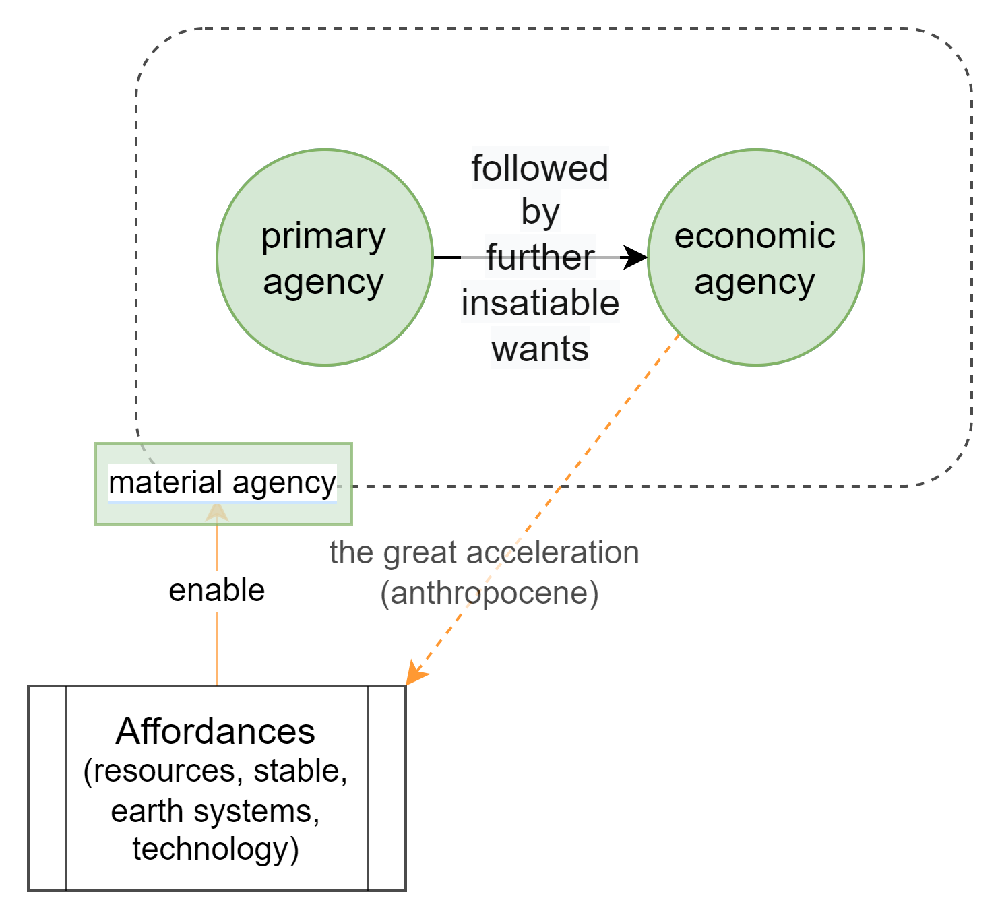 primary
agency
followed
by
further
insatiable
wants
economic
agency
material agency
the great acceleration
(anthropocene)
enable
Affordances
(resources, stable,
earth systems,
technology)